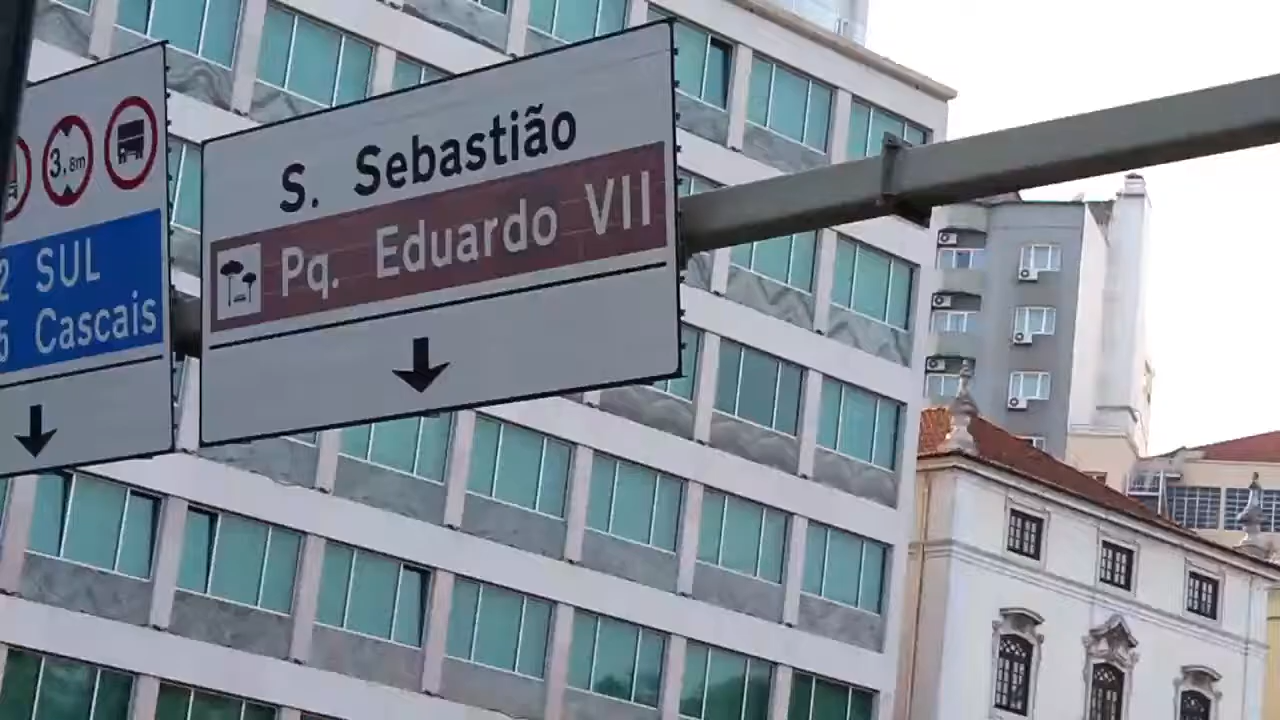 3,8m
SUL
Cascais
S. Sebastião
Pq. Eduardo VII